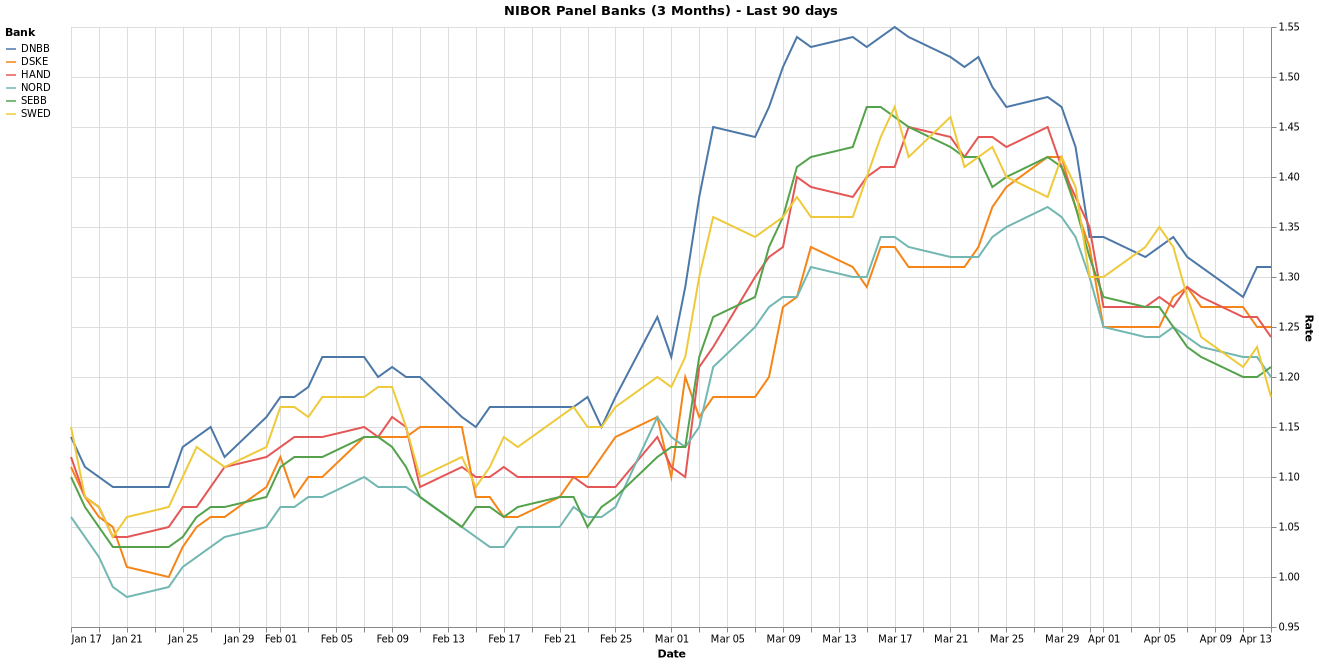 NIBOR Panel Banks (3 Months) - Last 90 days
Bank
DNBB
DSKE
HAND
NORD
SEBB
SWED
1.55
1.50
1.45
1.40
1.35
1.30
1.25
1.20
1.15
1.10
1.05
1.00
0.95
Rate
Jan 17 Jan 21 Jan 25 Jan 29 Feb 01 Feb 05 Feb 09 Feb 13 Feb 17 Feb 21 Feb 25 Mar 01 Mar 05 Mar 09 Mar 13 Mar 17 Mar 21 Mar 25 Mar 29 Apr 01 Apr 05 Apr 09 Apr 13
Date